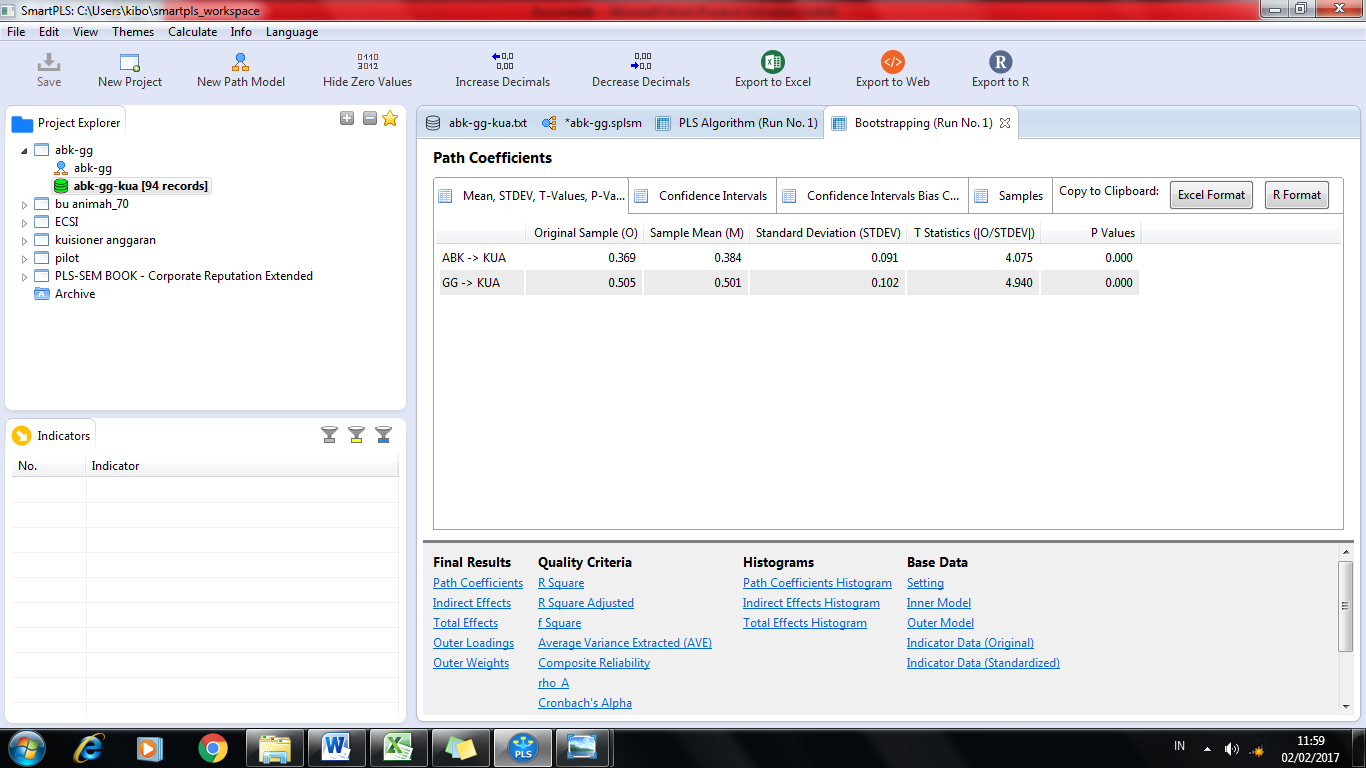 SmartPLS: C:\Users\kibo\smartpls_workspace
File Edit View Themes Calculate Info Language
Save New Project New Path Model Hide Zero Values Increase Decimals Decrease Decimals Export to Excel Export to Web Export to R
Project Explorer
abk-gg
abk-gg
abk-gg-kua [94 records]
bu animah_70
ECSI
kuisioner anggaran
pilot
PLS-SEM BOOK - Corporate Reputation Extended
Archive
Indicators
No. Indicator
abk-gg-kua.txt *abk-gg.splsm PLS Algorithm (Run No. 1) Bootstrapping (Run No. 1)
Path Coefficients
Mean, STDEV, T-Values, P-Va... Confidence Intervals Confidence Intervals Bias C... Samples Copy to Clipboard: Excel Format R Format
Original Sample (O) Sample Mean (M) Standard Deviation (STDEV) T Statistics (|O/STDEV|) P Values
ABK -> KUA 0.369 0.384 0.091 4.075 0.000
GG -> KUA 0.505 0.501 0.102 4.940 0.000
Final Results Quality Criteria Histograms Base Data
Path Coefficients R Square Path Coefficients Histogram Setting
Indirect Effects R Square Adjusted Indirect Effects Histogram Inner Model
Total Effects f Square Total Effects Histogram Outer Model
Outer Loadings Average Variance Extracted (AVE) Indicator Data (Original)
Outer Weights Composite Reliability Indicator Data (Standardized)
rho_A
Cronbach's Alpha
PLS IN 11:59
02/02/2017